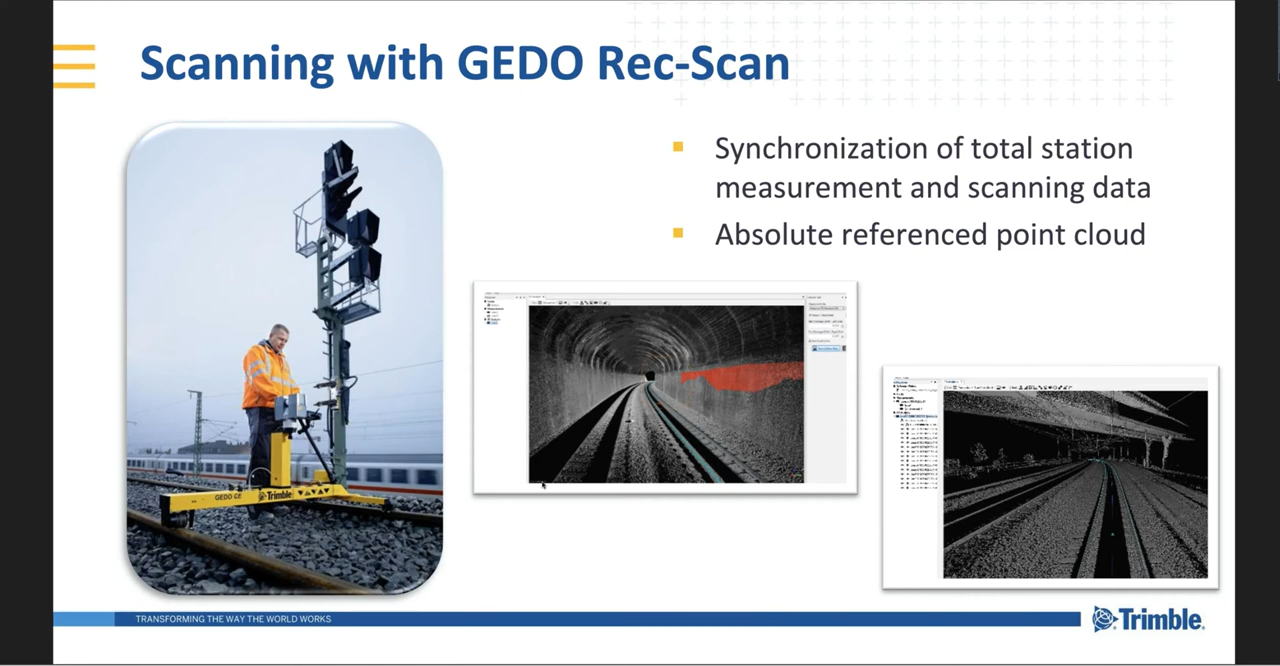 Scanning with GEDO Rec-Scan
Synchronization of total station
measurement and scanning data
Absolute referenced point cloud
GEDO CE
Trimble
TRANSFORMING THE WAY THE WORLD WORKS
Trimble